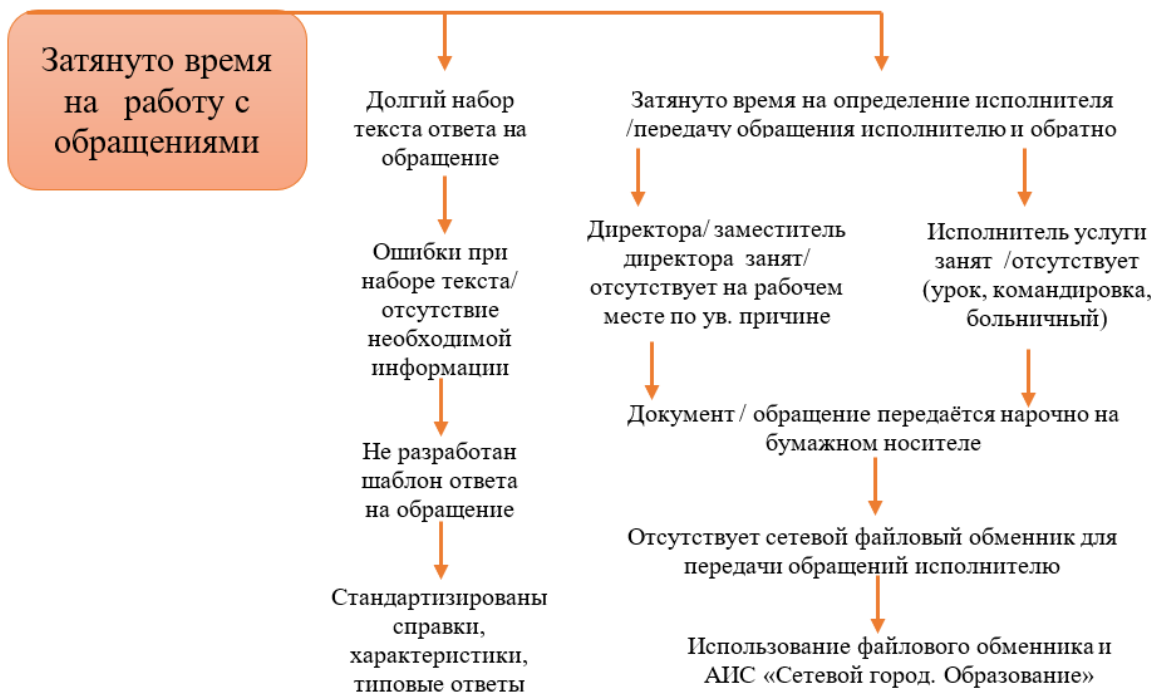 Затянуто время
на работу с
обращениями
Долгий набор
текста ответа на
обращение
Ошибки при
наборе текста/
отсутствие
необходимой
информации
Не разработан
шаблон ответа
на обращение
Стандартизированы
справки,
характеристики,
типовые ответы
Затянуто время на определение исполнителя
/передачу обращения исполнителю и обратно
Директора/ заместитель
директора занят/
отсутствует на рабочем
месте по ув. причине
Исполнитель услуги
занят /отсутствует
(урок, командировка,
больничный)
Документ / обращение передаётся нарочно на
бумажном носителе
Отсутствует сетевой файловый обменник для
передачи обращений исполнителю
Использование файлового обменника и
АИС «Сетевой город. Образование»